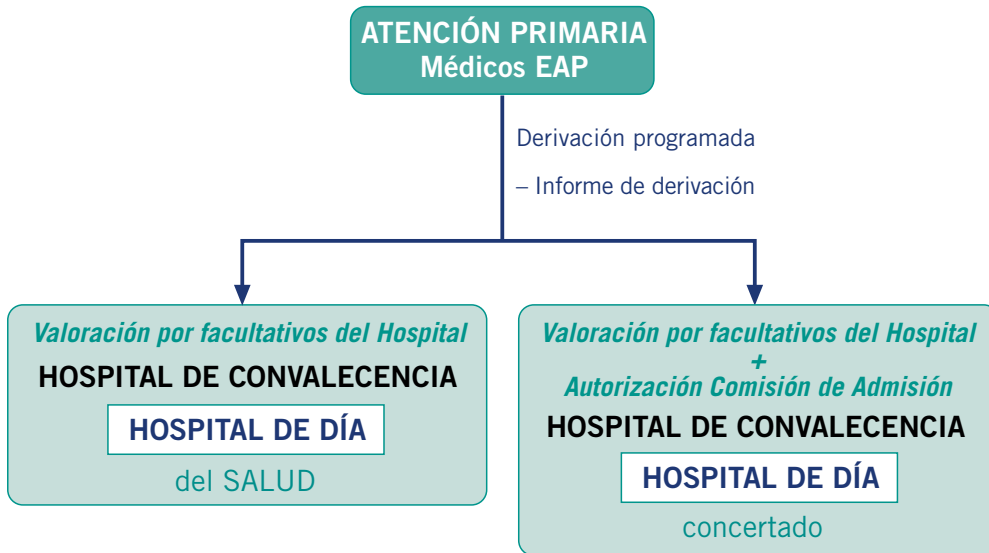 ATENCIÓN PRIMARIA
Médicos EAP
Derivación programada
– Informe de derivación
Valoración por facultativos del Hospital
HOSPITAL DE CONVALECENCIA
HOSPITAL DE DÍA
del SALUD
Valoración por facultativos del Hospital
+
Autorización Comisión de Admisión
HOSPITAL DE CONVALECENCIA
HOSPITAL DE DÍA
concertado